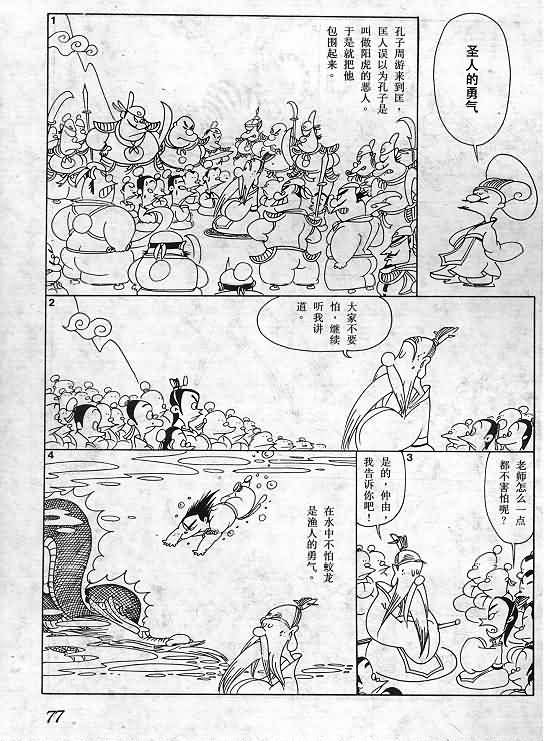 圣人的勇气
1
孔子周游来到匡，
匡人误以为孔子是
叫做阳虎的恶人。
于是就把他
包围起来。
2
大家不要
怕，继续
听我讲
道。
3
老师怎么一点
都不害怕呢？
是的，仲由，
我告诉你吧！
4
在水中不怕蛟龙
是渔人的勇气。
77